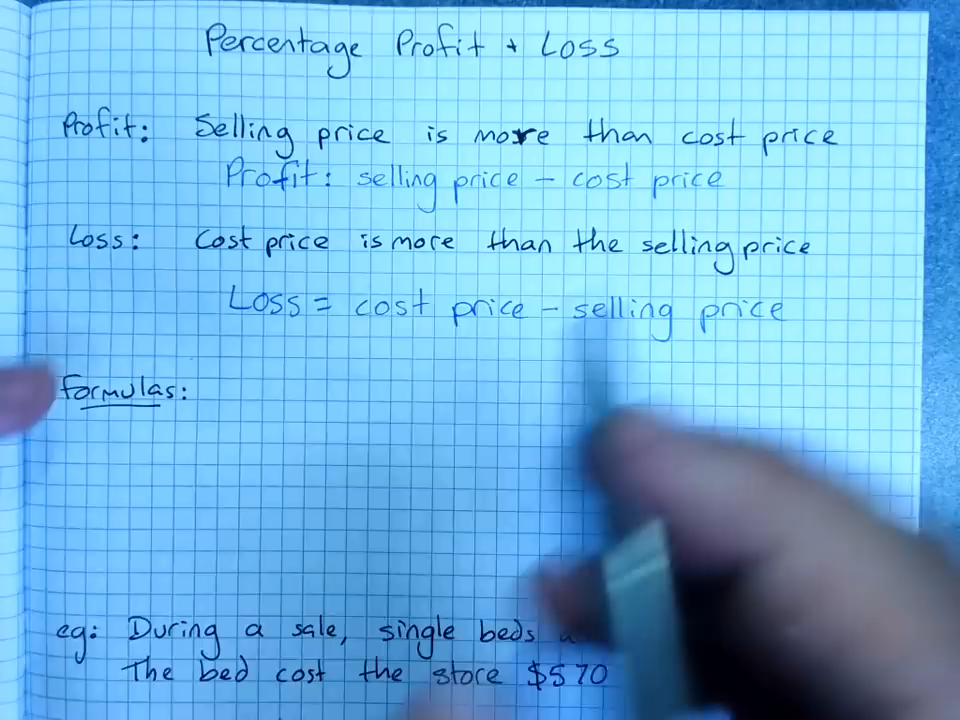 Percentage Profit + Loss
Profit: Selling price is more than cost price
Profit: selling price - cost price
Loss: Cost price is more than the selling price
Loss = cost price - selling price
Formulas:
eg: During a sale, single beds
The bed cost the store $570